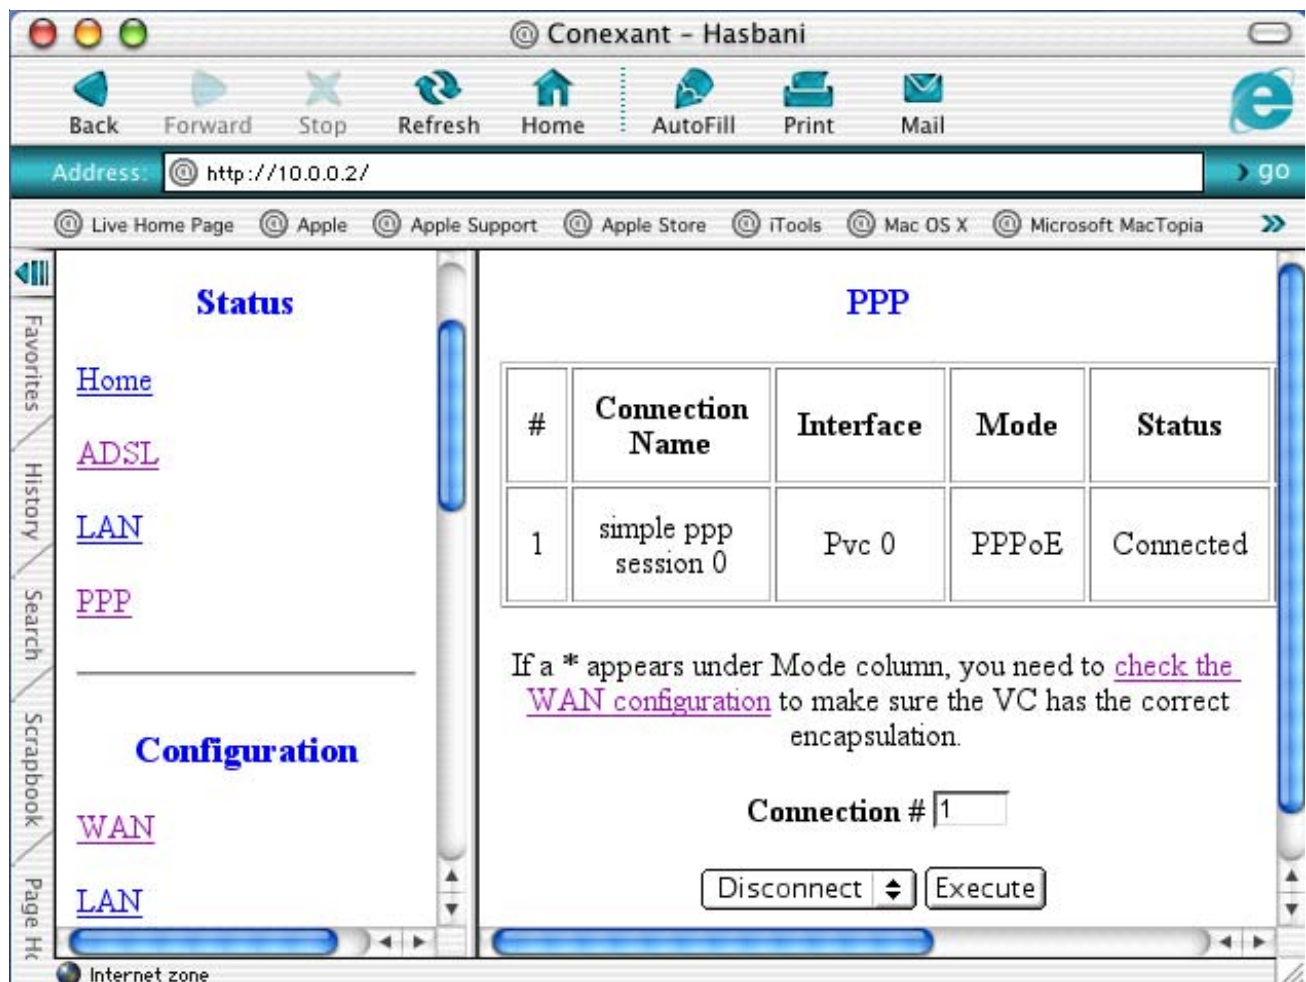 Conexant - Hasbani
Back Forward Stop Refresh Home AutoFill Print Mail
Address: http://10.0.0.2/ go
Live Home Page Apple Apple Support Apple Store iTools Mac OS X Microsoft MacTopia
Favorites
History
Search
Scrapbook
Status
Home
ADSL
LAN
PPP
Configuration
WAN
LAN
PPP
# Connection Name Interface Mode Status
1 simple ppp session 0 Pvc 0 PPPoE Connected
If a * appears under Mode column, you need to check the
WAN configuration to make sure the VC has the correct
encapsulation.
Connection # 1
Disconnect Execute
Internet zone